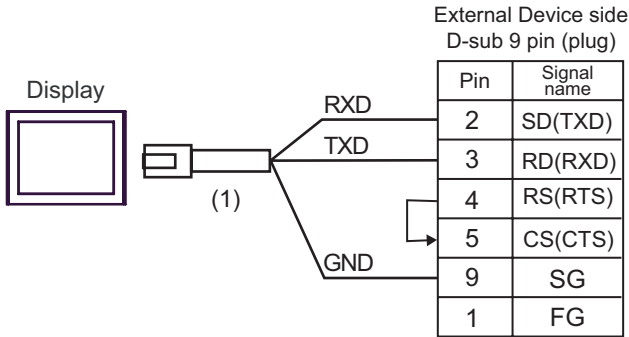 External Device side
D-sub 9 pin (plug)
Display
Pin Signal name
RXD
2 SD(TXD)
TXD
3 RD(RXD)
(1)
4 RS(RTS)
5 CS(CTS)
GND
9 SG
1 FG